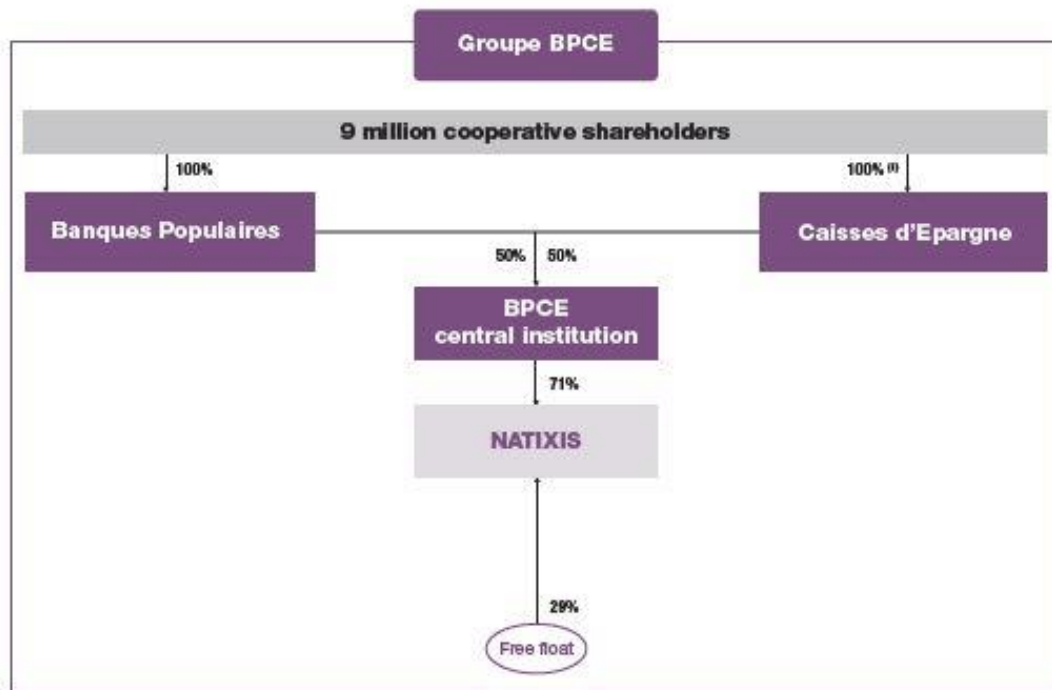 Groupe BPCE
9 million cooperative shareholders
100%
100% (i)
Banques Populaires
Caisses d'Epargne
50% 50%
BPCE
central institution
71%
NATIXIS
29%
Free float